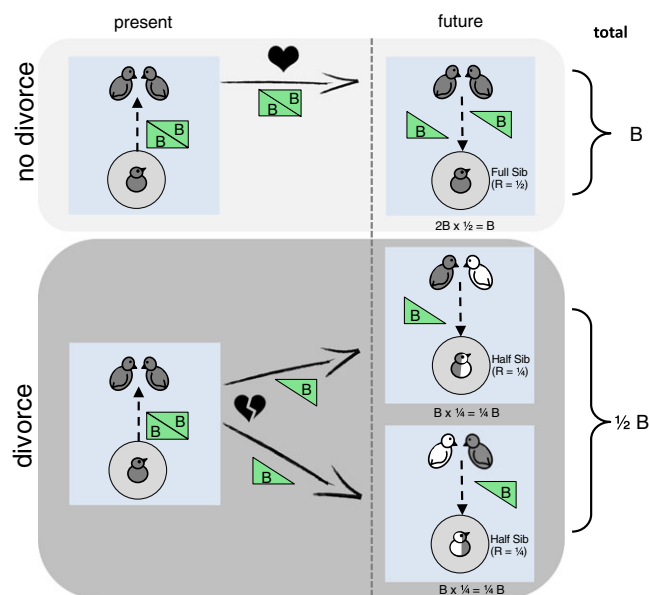 present
future
total
no divorce
B
B
B
B
B
B
Full Sib
(R = ½)
2B x ½ = B
B
divorce
B
B
B
B
B
Half Sib
(R = ¼)
B x ¼ = ¼ B
B
Half Sib
(R = ¼)
B x ¼ = ¼ B
½ B